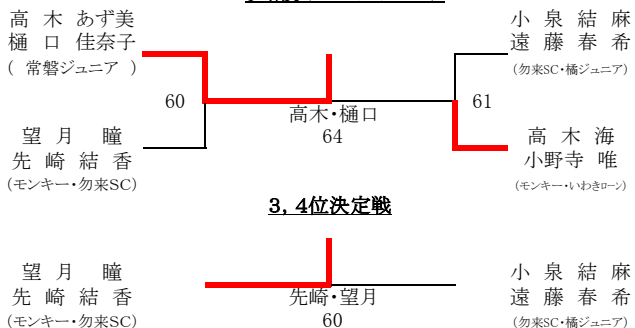 高 木 あず美
樋 口 佳奈子
( 常磐ジュニア )
小 泉 結 麻
遠 藤 春 希
(勿来SC・橘ジュニア)
60
61
高木・樋口
64
望 月 瞳
先 崎 結 香
(モンキー・勿来SC)
高 木 海
小野寺 唯
(モンキー・いわきローン)
3, 4位決定戦
望 月 瞳
先 崎 結 香
(モンキー・勿来SC)
先崎・望月
60
小 泉 結 麻
遠 藤 春 希
(勿来SC・橘ジュニア)